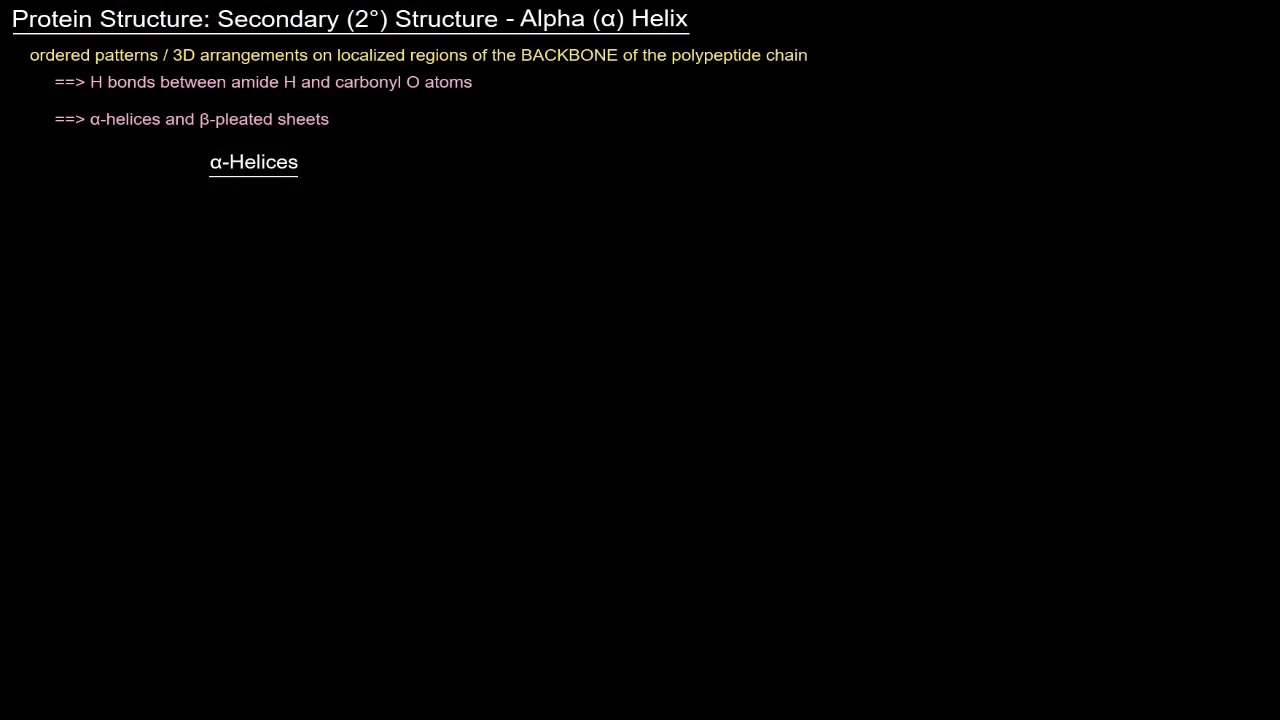 Protein Structure: Secondary (2°) Structure - Alpha (α) Helix
ordered patterns / 3D arrangements on localized regions of the BACKBONE of the polypeptide chain
==> H bonds between amide H and carbonyl O atoms
==> α-helices and β-pleated sheets
α-Helices